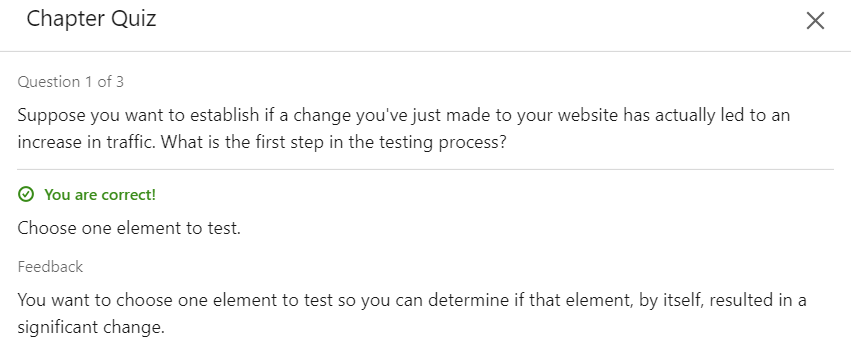 Chapter Quiz
Question 1 of 3
Suppose you want to establish if a change you've just made to your website has actually led to an
increase in traffic. What is the first step in the testing process?
You are correct!
Choose one element to test.
Feedback
You want to choose one element to test so you can determine if that element, by itself, resulted in a
significant change.